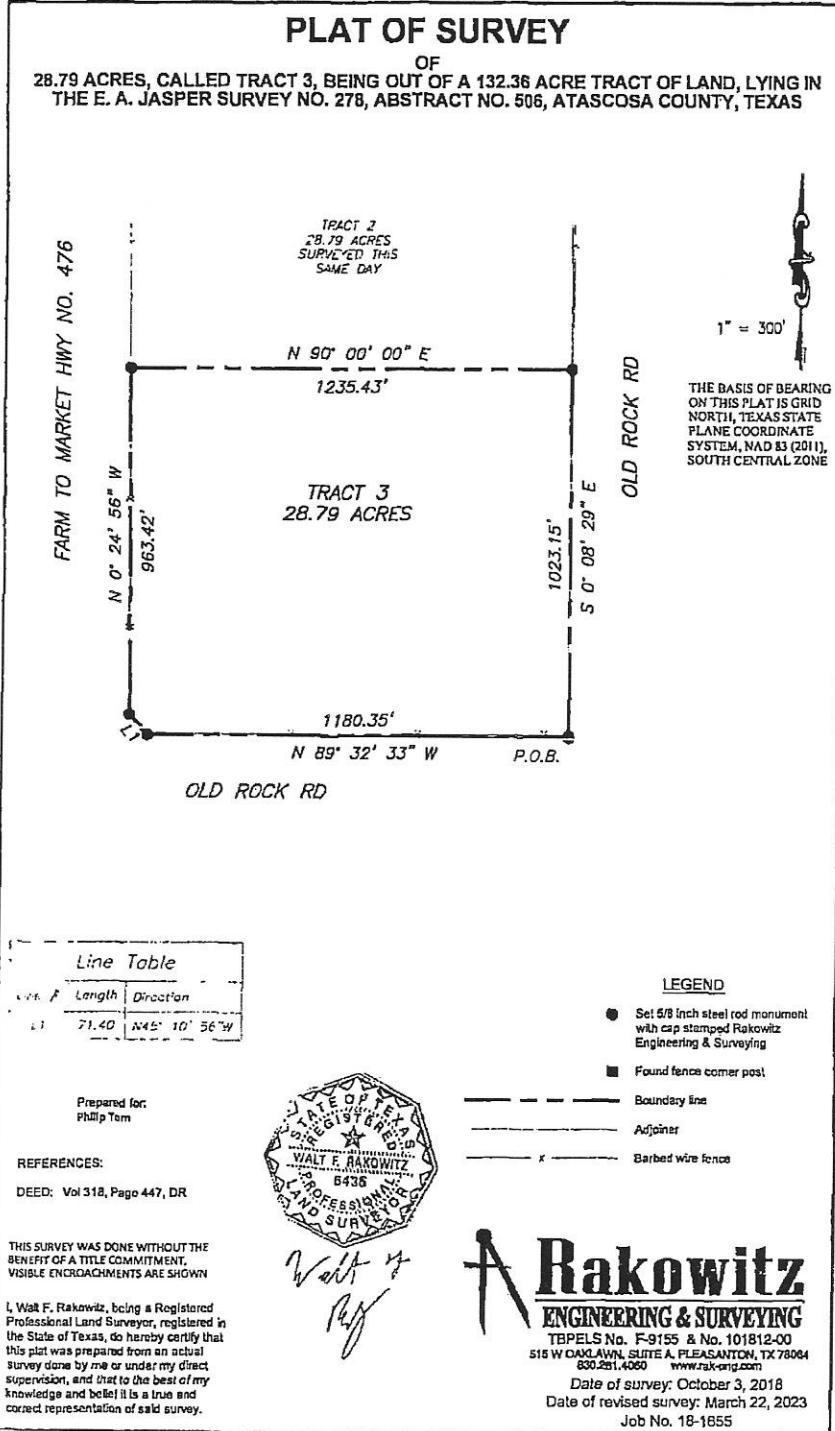 PLAT OF SURVEY
OF
28.79 ACRES, CALLED TRACT 3, BEING OUT OF A 132.36 ACRE TRACT OF LAND, LYING IN
THE E. A. JASPER SURVEY NO. 278, ABSTRACT NO. 506, ATASCOSA COUNTY, TEXAS
TRACT 2
28.79 ACRES
SURVEYED THIS
SAME DAY
FARM TO MARKET HWY NO. 476
1" = 300'
N 90° 00' 00" E
1235.43'
OLD ROCK RD
THE BASIS OF BEARING
ON THIS PLAT IS GRID
NORTH, TEXAS STATE
PLANE COORDINATE
SYSTEM, NAD 83 (2011),
SOUTH CENTRAL ZONE
TRACT 3
28.79 ACRES
N 0° 24' 56" W
963.42'
1023.15'
S 0° 08' 29" E
L1
1180.35'
N 89° 32' 33" W
P.O.B.
OLD ROCK RD
Line Table
Length Direction
L1 71.40 N45° 10' 56"W
LEGEND
Set 5/8 inch steel rod monument
with cap stamped Rakowitz
Engineering & Surveying
Found fence corner post
Boundary line
Adjoiner
x Barbed wire fence
Prepared for:
Philip Tom
REFERENCES:
DEED: Vol 318, Page 447, DR
STATE OF TEXAS
REGISTERED
WALT F. RAKOWITZ
6436
PROFESSIONAL
LAND SURVEYOR
THIS SURVEY WAS DONE WITHOUT THE
BENEFIT OF A TITLE COMMITMENT.
VISIBLE ENCROACHMENTS ARE SHOWN
I, Walt F. Rakowitz, being a Registered
Professional Land Surveyor, registered in
the State of Texas, do hereby certify that
this plat was prepared from an actual
survey done by me or under my direct
supervision, and that to the best of my
knowledge and belief it is a true and
correct representation of said survey.
Walt F
Rakowitz
ENGINEERING & SURVEYING
TBPELS No. F-9155 & No. 101812-00
515 W OAKLAWN, SUITE A, PLEASANTON, TX 78064
830.281.4060 www.rak-eng.com
Date of survey: October 3, 2018
Date of revised survey: March 22, 2023
Job No. 18-1655